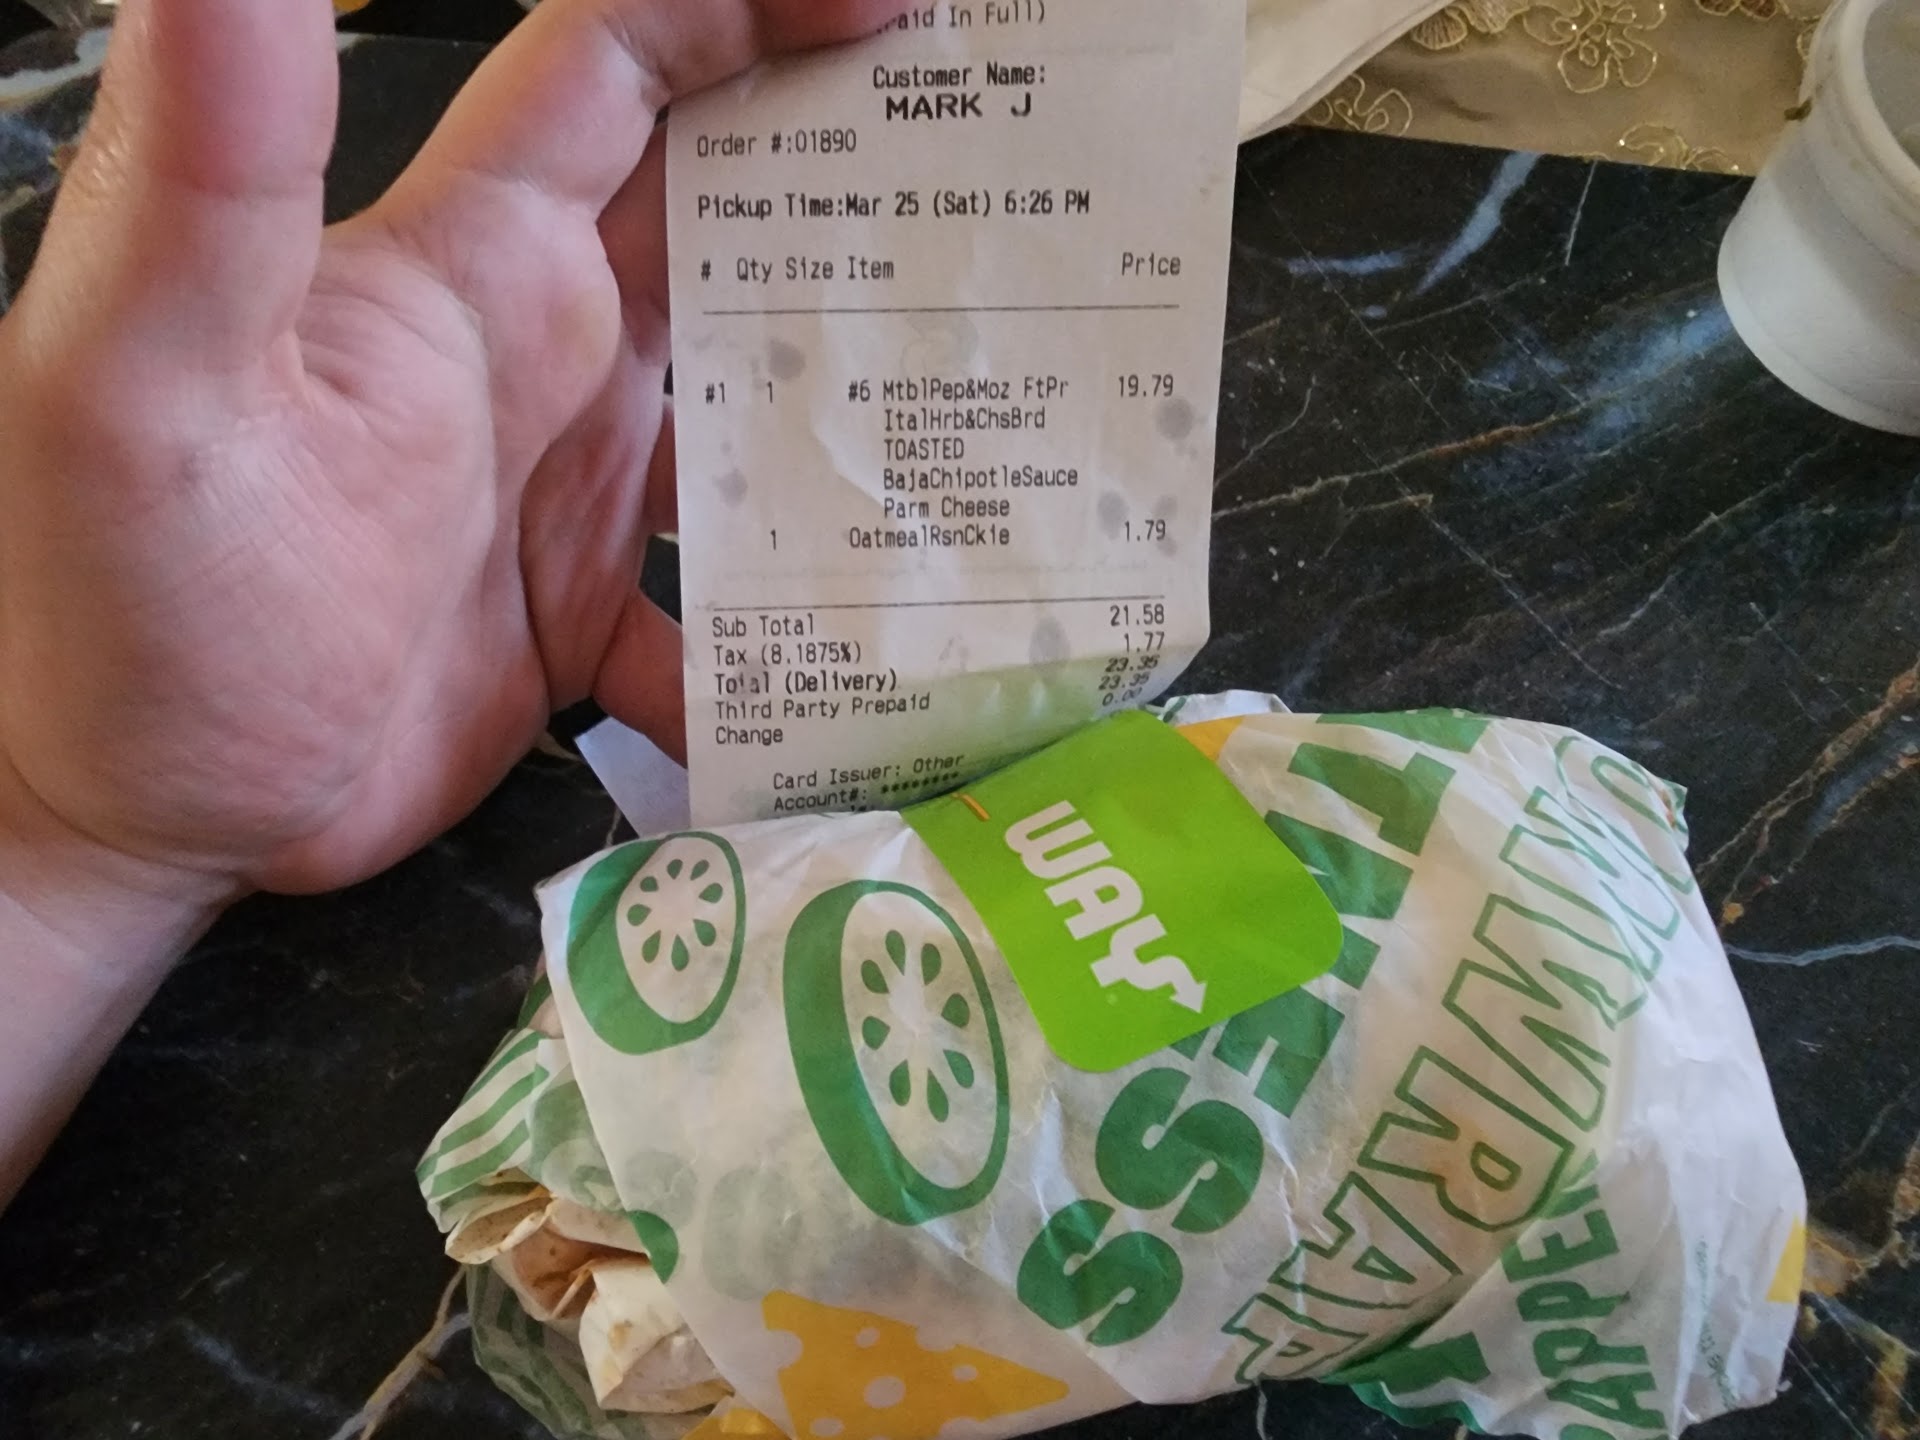 Paid In Full)
Customer Name:
MARK J
Order #:01890
Pickup Time:Mar 25 (Sat) 6:26 PM
# Qty Size Item Price
#1 1 #6 MtblPep&Moz FtPr 19.79
ItalHrb&ChsBrd
TOASTED
BajaChipotleSauce
Parm Cheese
1 OatmealRsnCkie 1.79
Sub Total 21.58
Tax (8.1875%) 1.77
Total (Delivery) 23.35
Third Party Prepaid 23.35
Change 0.00
Card Issuer: Other
Account#: ********
WAY